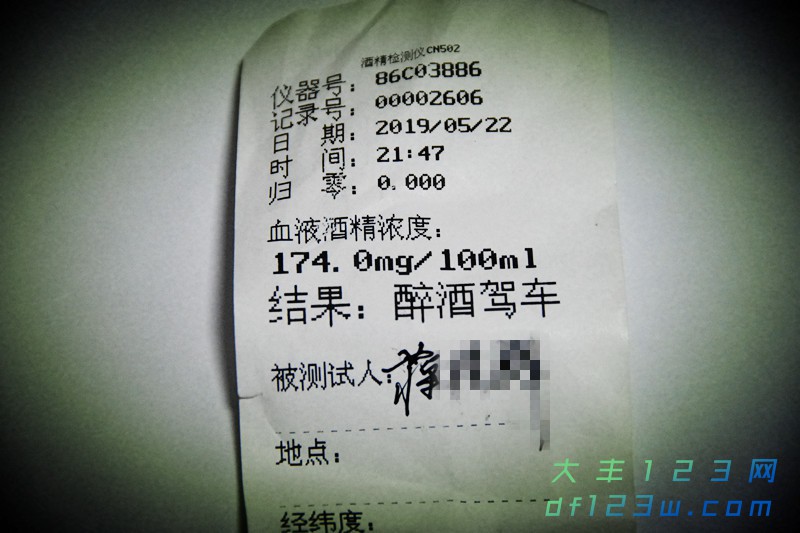 酒精检测仪CN502
仪器号：86C03886
记录号：00002606
日 期：2019/05/22
时 间：21:47
归 零：0.000
血液酒精浓度：
174.0mg/100ml
结果：醉酒驾车
被测试人：
地点：
经纬度：
大丰123网
df123w.com